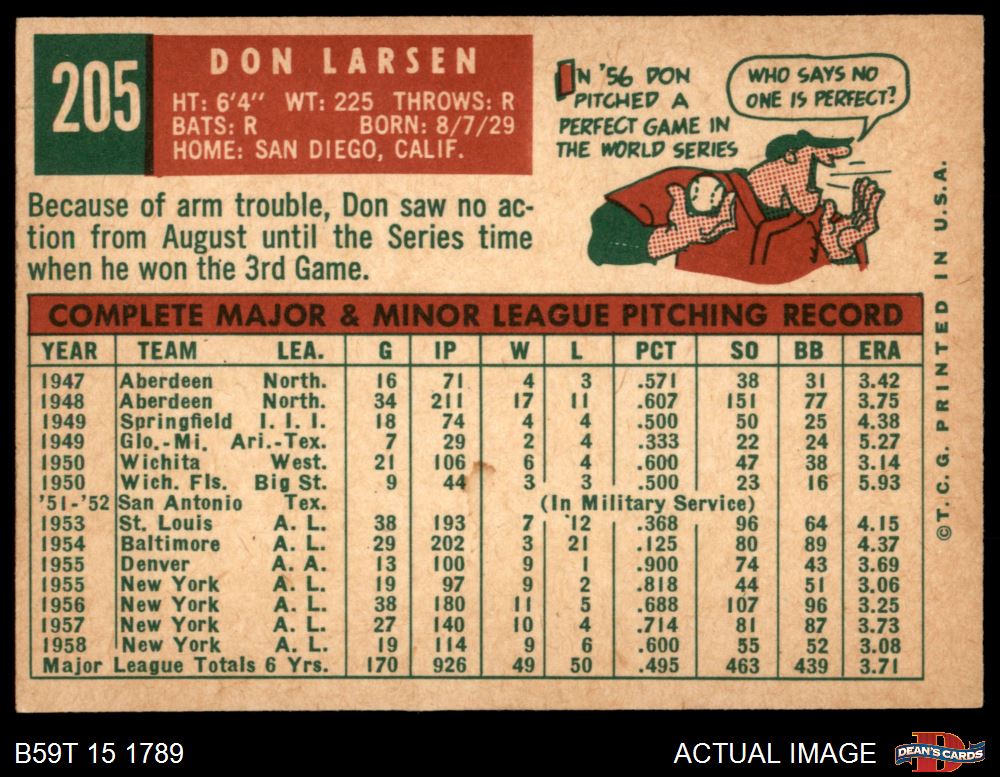 205
DON LARSEN
HT: 6'4" WT: 225 THROWS: R
BATS: R BORN: 8/7/29
HOME: SAN DIEGO, CALIF.
IN '56 DON
PITCHED A
PERFECT GAME IN
THE WORLD SERIES
WHO SAYS NO
ONE IS PERFECT?
Because of arm trouble, Don saw no ac-
tion from August until the Series time
when he won the 3rd Game.
COMPLETE MAJOR & MINOR LEAGUE PITCHING RECORD
YEAR TEAM LEA. G IP W L PCT SO BB ERA
1947 Aberdeen North. 16 71 4 3 .571 38 31 3.42
1948 Aberdeen North. 34 211 17 11 .607 151 77 3.75
1949 Springfield I. I. I. 18 74 4 4 .500 50 25 4.38
1949 Glo.-Mi. Ari.-Tex. 7 29 2 4 .333 22 24 5.27
1950 Wichita West. 21 106 6 4 .600 47 38 3.14
1950 Wich. Fls. Big St. 9 44 3 3 .500 23 16 5.93
'51-'52 San Antonio Tex. (In Military Service)
1953 St. Louis A. L. 38 193 7 12 .368 96 64 4.15
1954 Baltimore A. L. 29 202 3 21 .125 80 89 4.37
1955 Denver A. A. 13 100 9 1 .900 74 43 3.69
1955 New York A. L. 19 97 9 2 .818 44 51 3.06
1956 New York A. L. 38 180 11 5 .688 107 96 3.25
1957 New York A. L. 27 140 10 4 .714 81 87 3.73
1958 New York A. L. 19 114 9 6 .600 55 52 3.08
Major League Totals 6 Yrs. 170 926 49 50 .495 463 439 3.71
©T.C.G. PRINTED IN U.S.A.
B59T 15 1789
ACTUAL IMAGE
D
DEAN'S CARDS